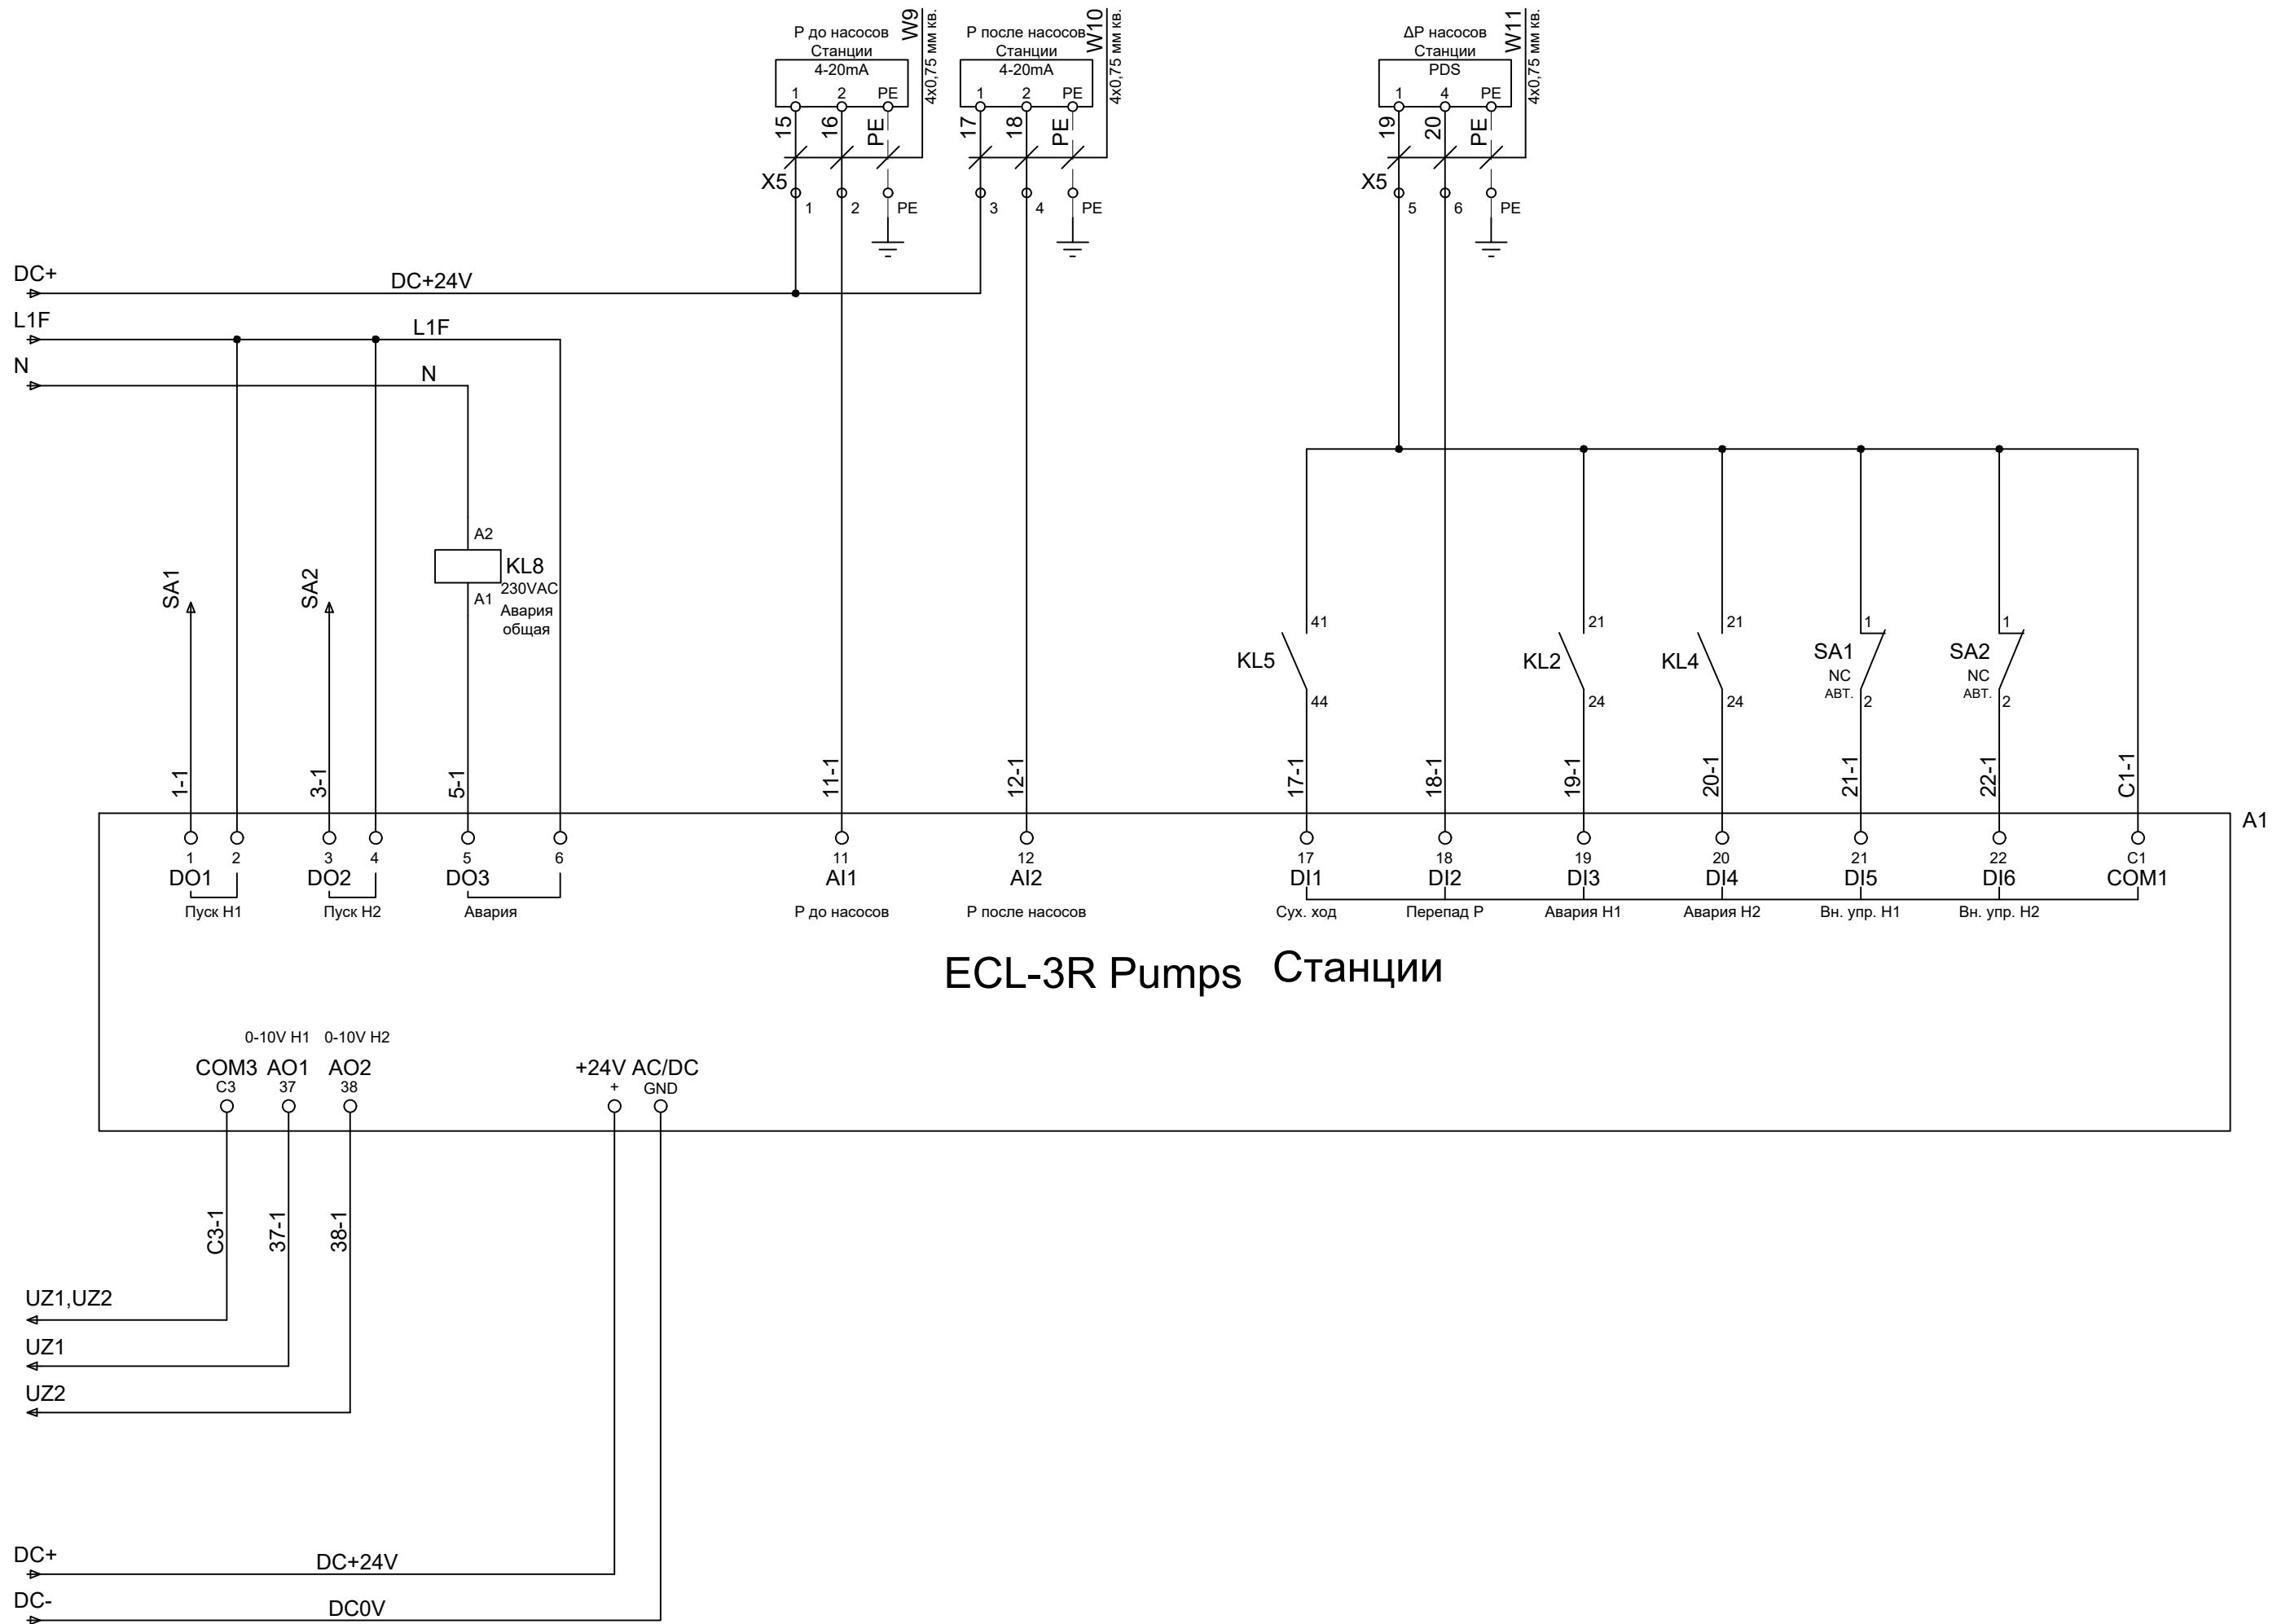 P до насосов
Станции
4-20mA
1 2 PE
15 16 PE
W9
4x0,75 мм кв.
P после насосов
Станции
4-20mA
1 2 PE
17 18 PE
W10
4x0,75 мм кв.
ΔP насосов
Станции
PDS
1 4 PE
19 20 PE
W11
4x0,75 мм кв.
X5
1 2 PE
3 4 PE
X5
5 6 PE
DC+
DC+24V
L1F
L1F
N
N
SA1
SA2
A2
KL8
230VAC
A1
Авария
общая
41
KL5
44
21
KL2
24
21
KL4
24
1
SA1
NC
АВТ.
2
1
SA2
NC
АВТ.
2
1-1 3-1 5-1 11-1 12-1 17-1 18-1 19-1 20-1 21-1 22-1 C1-1
A1
1 2 3 4 5 6 11 12 17 18 19 20 21 22 C1
DO1 DO2 DO3 AI1 AI2 DI1 DI2 DI3 DI4 DI5 DI6 COM1
Пуск Н1 Пуск Н2 Авария P до насосов P после насосов Сух. ход Перепад P Авария Н1 Авария Н2 Вн. упр. Н1 Вн. упр. Н2
ECL-3R Pumps Станции
0-10V Н1 0-10V Н2
COM3 AO1 AO2 +24V AC/DC
C3 37 38 + GND
C3-1 37-1 38-1
UZ1,UZ2
UZ1
UZ2
DC+
DC+24V
DC-
DC0V